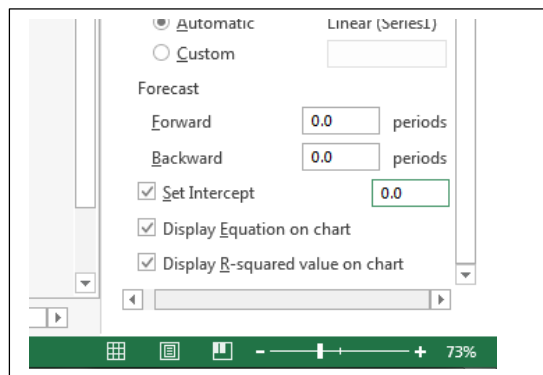 Automatic Linear (Series1)
Custom
Forecast
Forward 0.0 periods
Backward 0.0 periods
Set Intercept 0.0
Display Equation on chart
Display R-squared value on chart
- + 73%